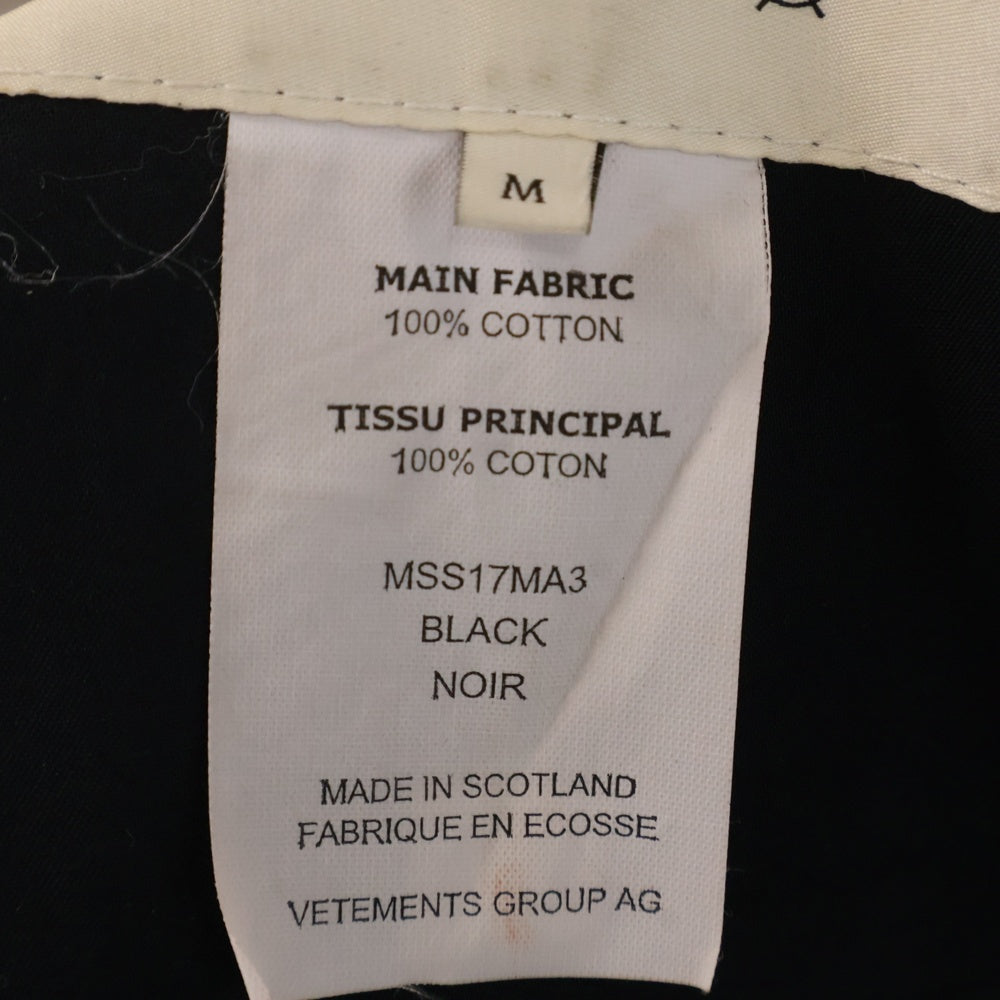 M
MAIN FABRIC
100% COTTON
TISSU PRINCIPAL
100% COTON
MSS17MA3
BLACK
NOIR
MADE IN SCOTLAND
FABRIQUE EN ECOSSE
VETEMENTS GROUP AG